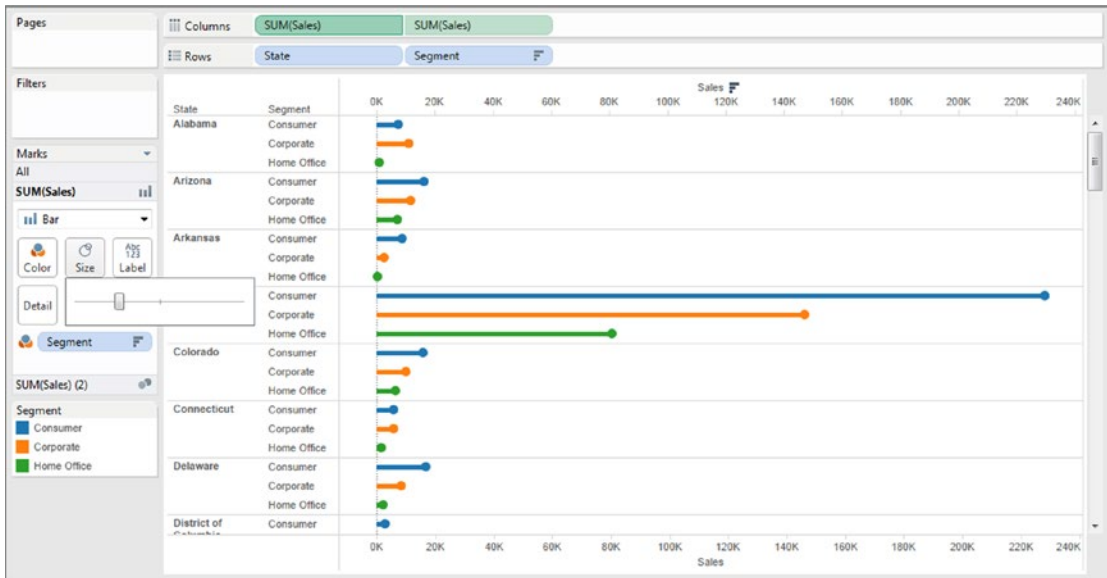 Pages
Columns SUM(Sales) SUM(Sales)
Rows State Segment
Filters
Sales
State Segment 0K 20K 40K 60K 80K 100K 120K 140K 160K 180K 200K 220K 240K
Alabama Consumer
Corporate
Home Office
Marks
All
SUM(Sales)
Bar
Color Size Abc 123 Label
Detail
Segment
SUM(Sales) (2)
Segment
Consumer
Corporate
Home Office
Arizona Consumer
Corporate
Home Office
Arkansas Consumer
Corporate
Home Office
Consumer
Corporate
Home Office
Colorado Consumer
Corporate
Home Office
Connecticut Consumer
Corporate
Home Office
Delaware Consumer
Corporate
Home Office
District of Consumer
0K 20K 40K 60K 80K 100K 120K 140K 160K 180K 200K 220K 240K
Sales